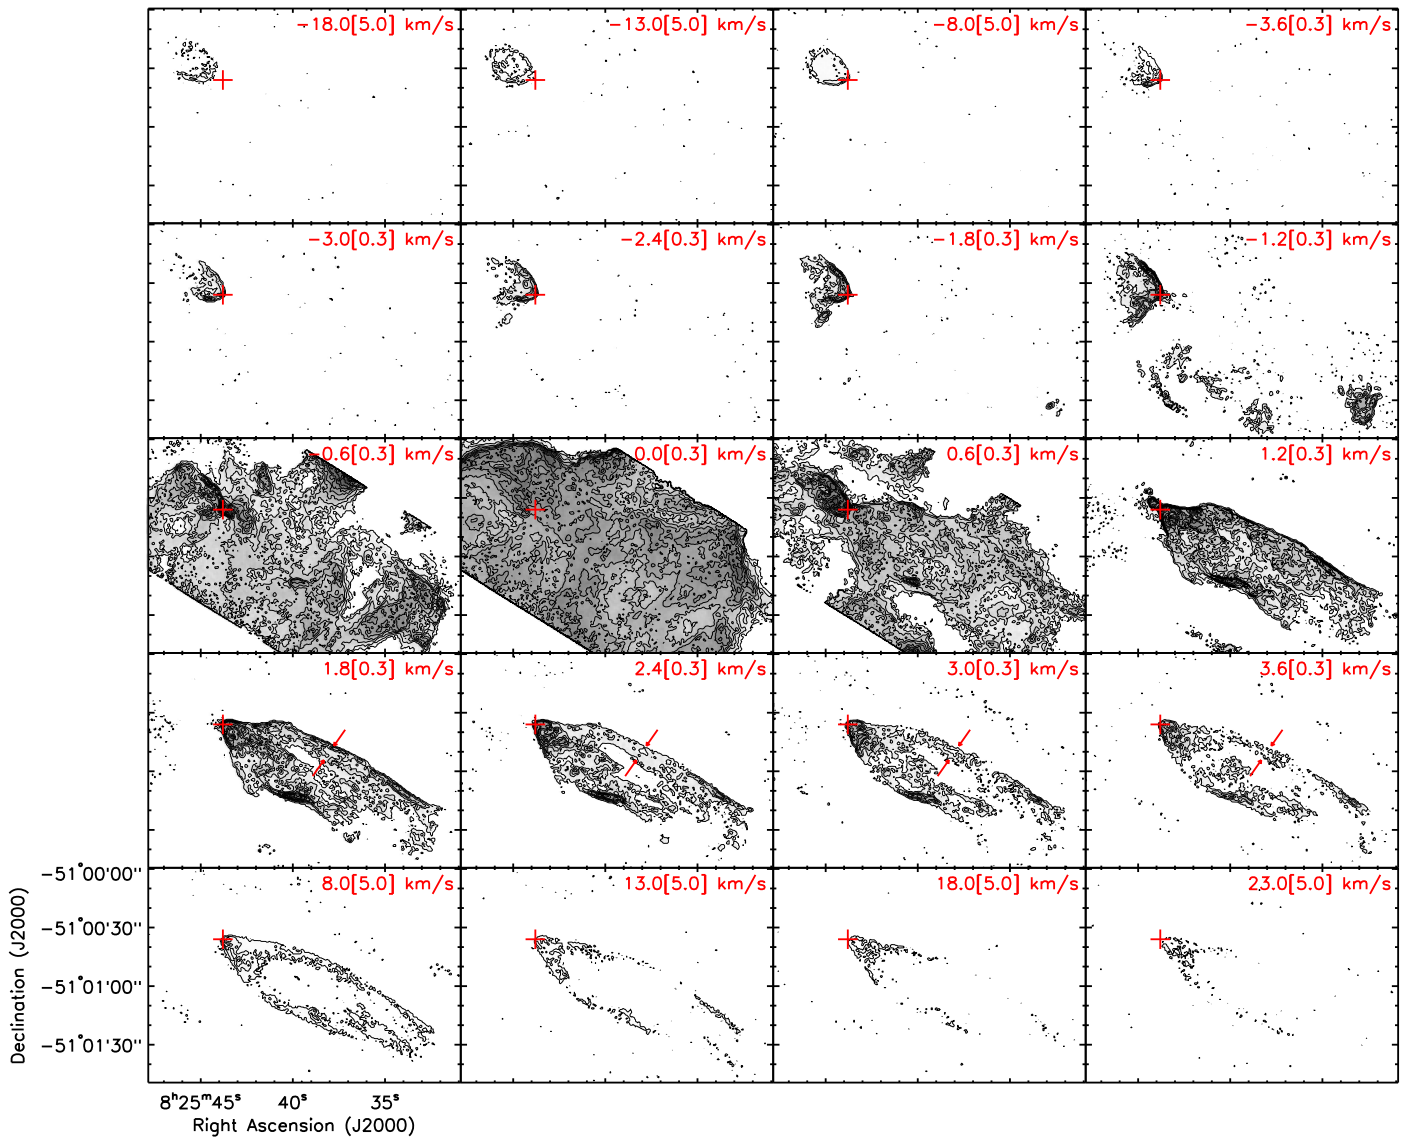 −18.0[5.0] km/s
−13.0[5.0] km/s
−8.0[5.0] km/s
−3.6[0.3] km/s
−3.0[0.3] km/s
−2.4[0.3] km/s
−1.8[0.3] km/s
−1.2[0.3] km/s
−0.6[0.3] km/s
0.0[0.3] km/s
0.6[0.3] km/s
1.2[0.3] km/s
1.8[0.3] km/s
2.4[0.3] km/s
3.0[0.3] km/s
3.6[0.3] km/s
8.0[5.0] km/s
13.0[5.0] km/s
18.0[5.0] km/s
23.0[5.0] km/s
−51°00'00"
−51°00'30"
−51°01'00"
−51°01'30"
Declination (J2000)
8ʰ25ᵐ45ˢ 40ˢ 35ˢ
Right Ascension (J2000)